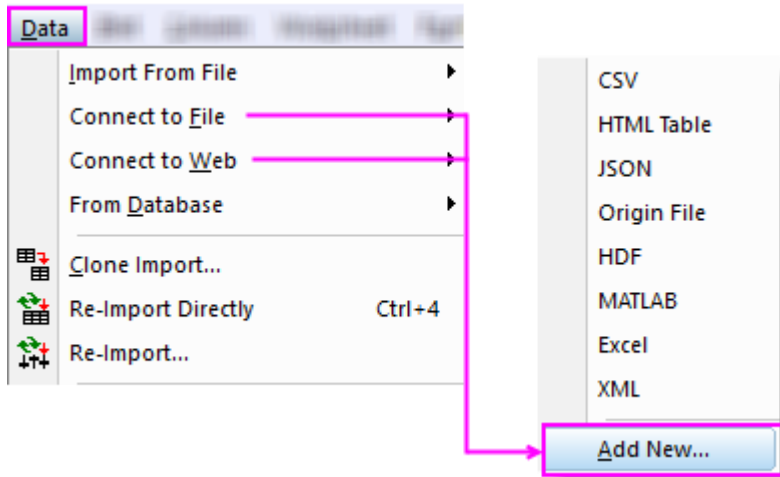 Data
Import From File
Connect to File
Connect to Web
From Database
Clone Import...
Re-Import Directly Ctrl+4
Re-Import...
CSV
HTML Table
JSON
Origin File
HDF
MATLAB
Excel
XML
Add New...